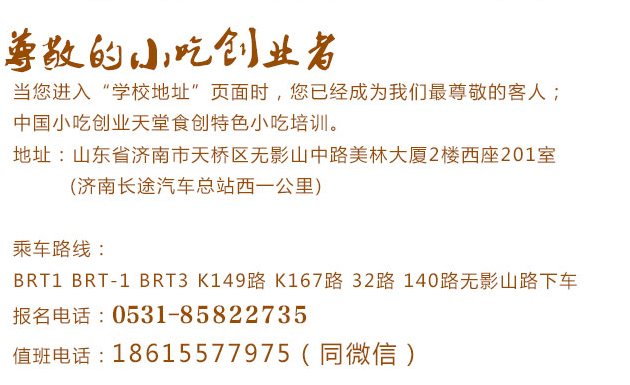 尊敬的小吃创业者
当您进入“学校地址”页面时，您已经成为我们最尊敬的客人；
中国小吃创业天堂食创特色小吃培训。
地址：山东省济南市天桥区无影山中路美林大厦2楼西座201室
(济南长途汽车总站西一公里)
乘车路线：
BRT1 BRT-1 BRT3 K149路 K167路 32路 140路无影山路下车
报名电话：0531-85822735
值班电话：18615577975（同微信）